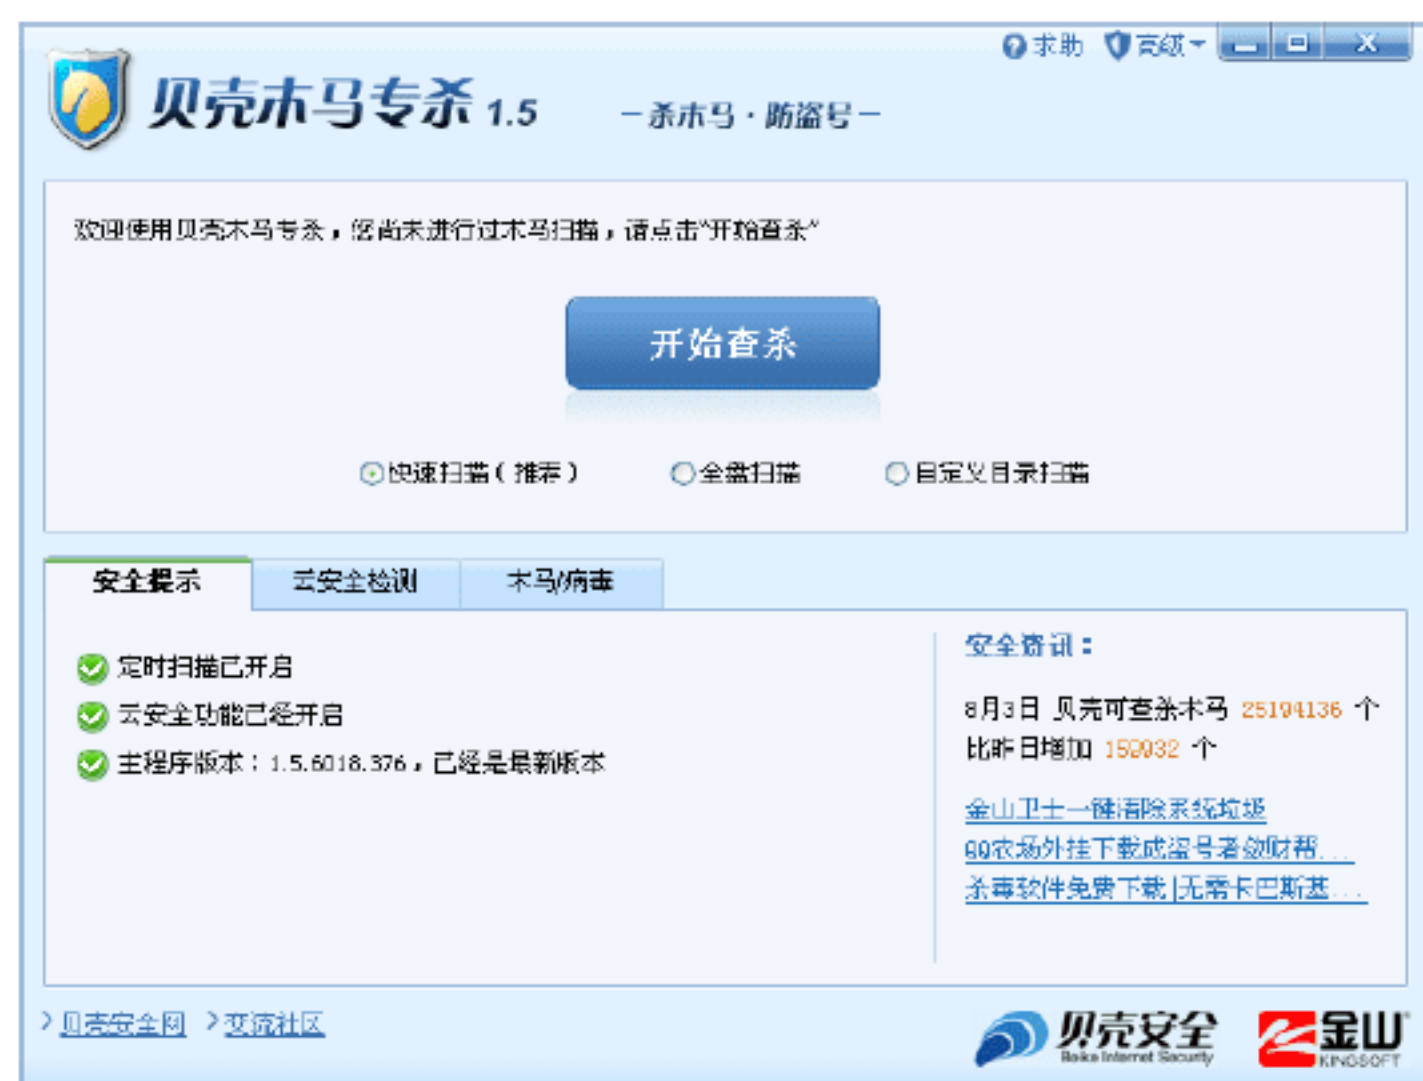 求助 高级
贝壳木马专杀 1.5 －杀木马·防盗号－
欢迎使用贝壳木马专杀，您尚未进行过木马扫描，请点击“开始查杀”
开始查杀
快速扫描（推荐） 全盘扫描 自定义目录扫描
安全提示 云安全检测 木马/病毒
定时扫描已开启
云安全功能已经开启
主程序版本：1.5.6018.376，已经是最新版本
安全资讯：
8月3日 贝壳可查杀木马 25194136 个
比昨日增加 159932 个
金山卫士一键清除系统垃圾
QQ农场外挂下载成盗号者敛财帮...
杀毒软件免费下载|无需卡巴斯基...
贝壳安全网 交流社区
贝壳安全 金山
Beike Internet Security KINGSOFT